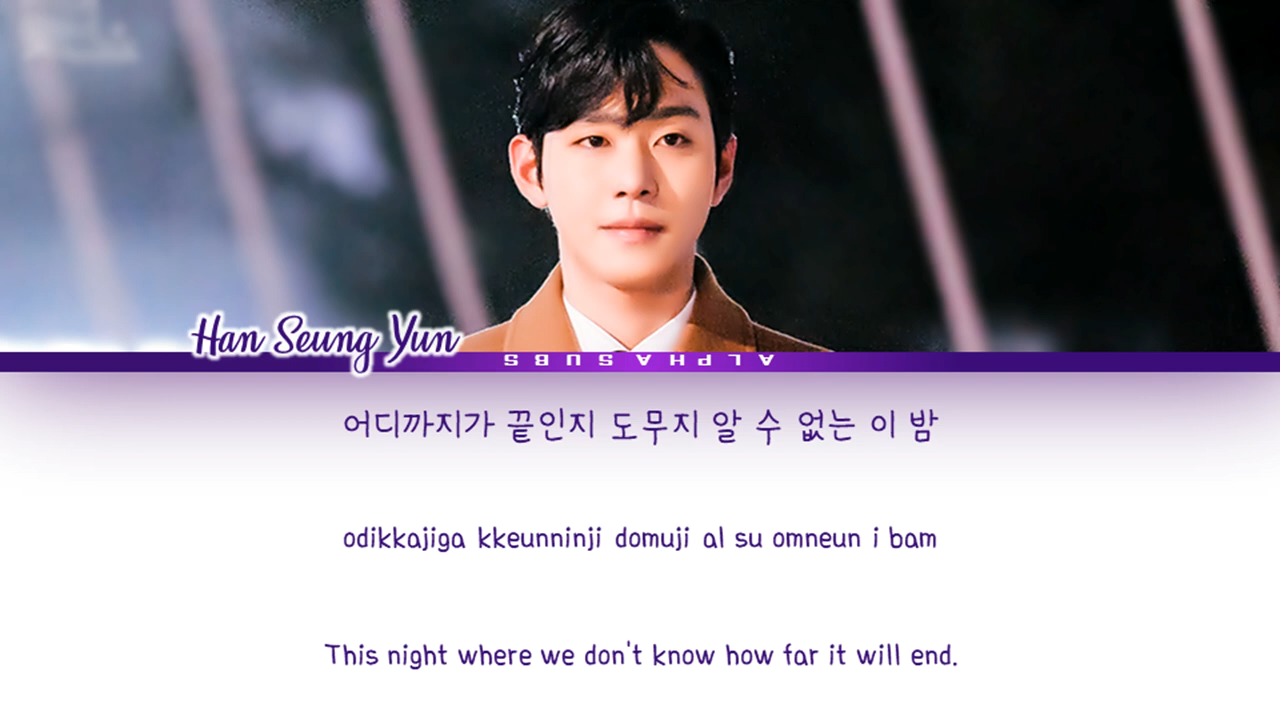 Han Seung Yun
ALPHASUBS
어디까지가 끝인지 도무지 알 수 없는 이 밤
odikkajiga kkeunninji domuji al su omneun i bam
This night where we don't know how far it will end.